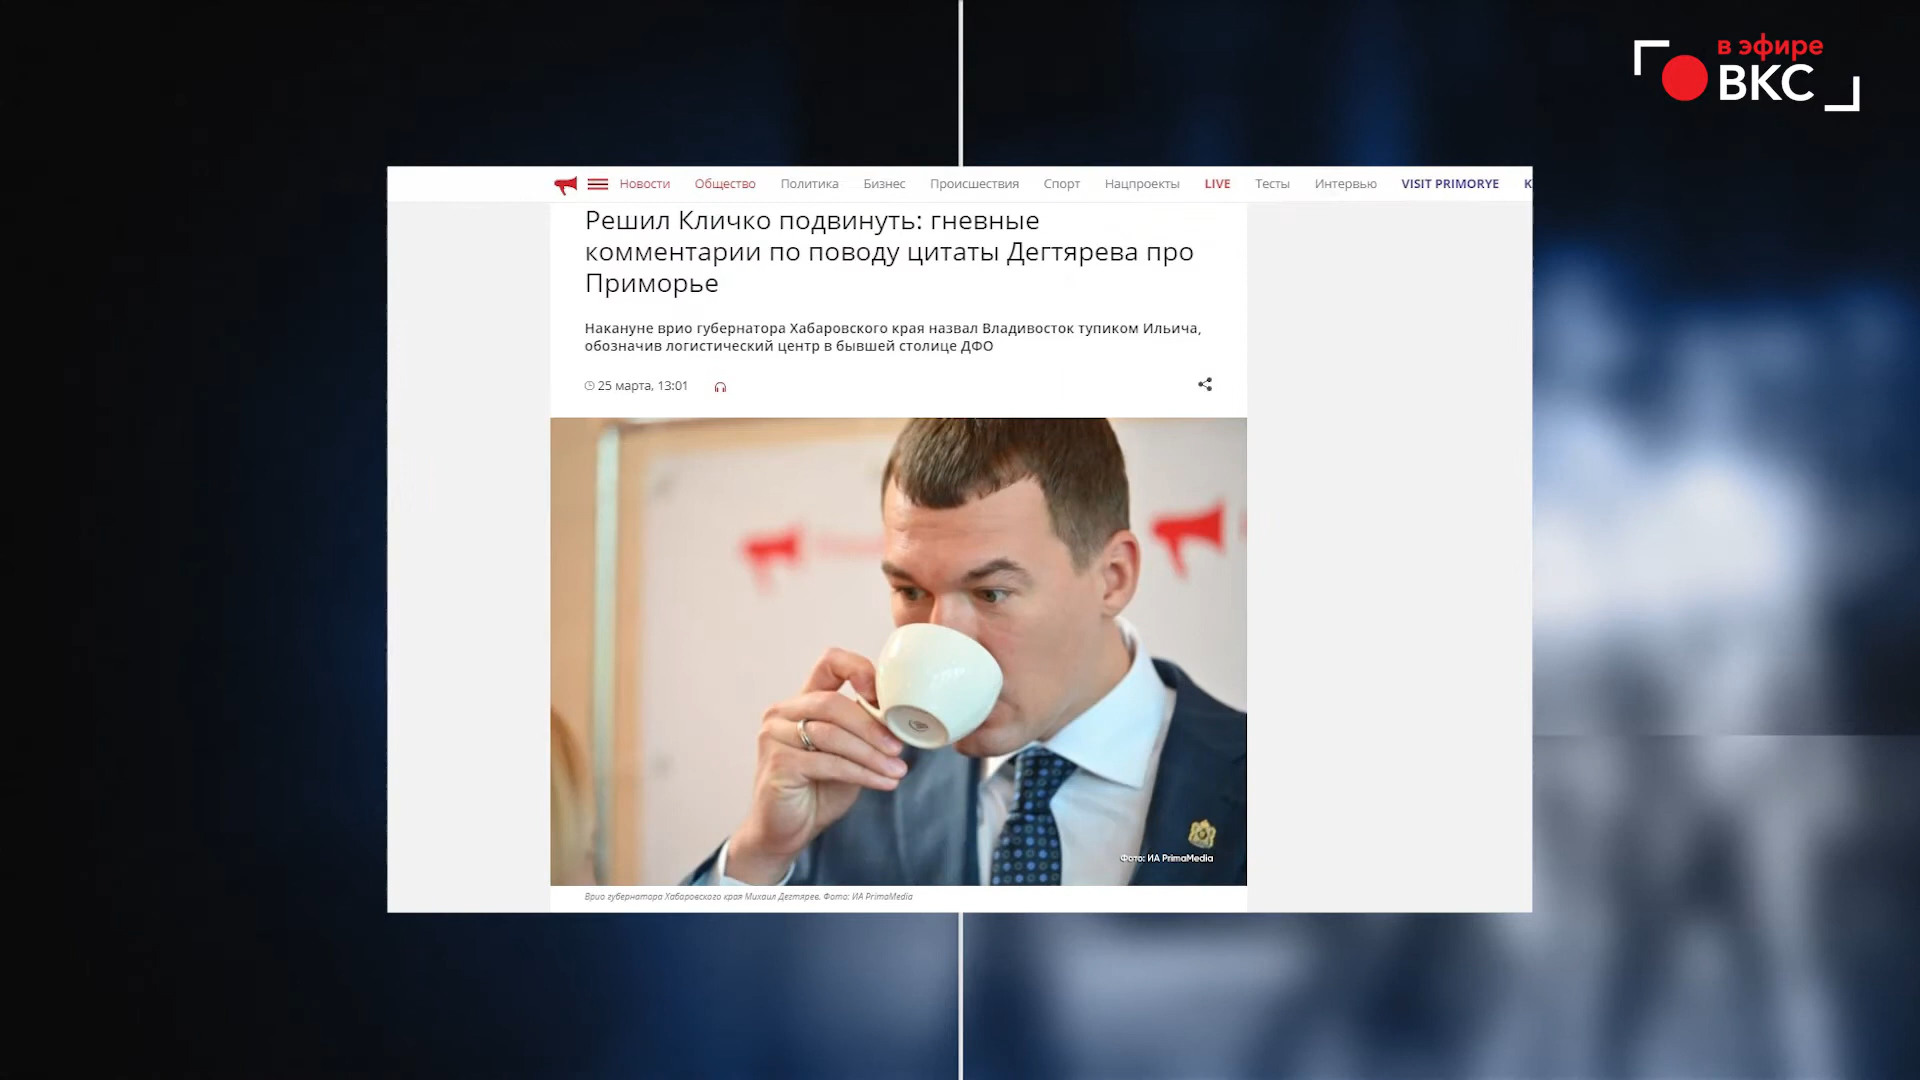 в эфире
ВКС
Новости Общество Политика Бизнес Происшествия Спорт Нацпроекты LIVE Тесты Интервью VISIT PRIMORYE
Решил Кличко подвинуть: гневные
комментарии по поводу цитаты Дегтярева про
Приморье
Накануне врио губернатора Хабаровского края назвал Владивосток тупиком Ильича,
обозначив логистический центр в бывшей столице ДФО
25 марта, 13:01
Фото: ИА PrimaMedia
Врио губернатора Хабаровского края Михаил Дегтярев. Фото: ИА PrimaMedia